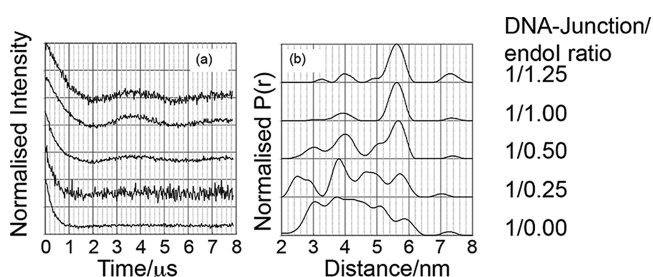 DNA-Junction/
endoI ratio
(a)
(b)
1/1.25
1/1.00
1/0.50
1/0.25
1/0.00
Normalised Intensity
Normalised P(r)
0 1 2 3 4 5 6 7 8
2 3 4 5 6 7 8
Time/μs
Distance/nm